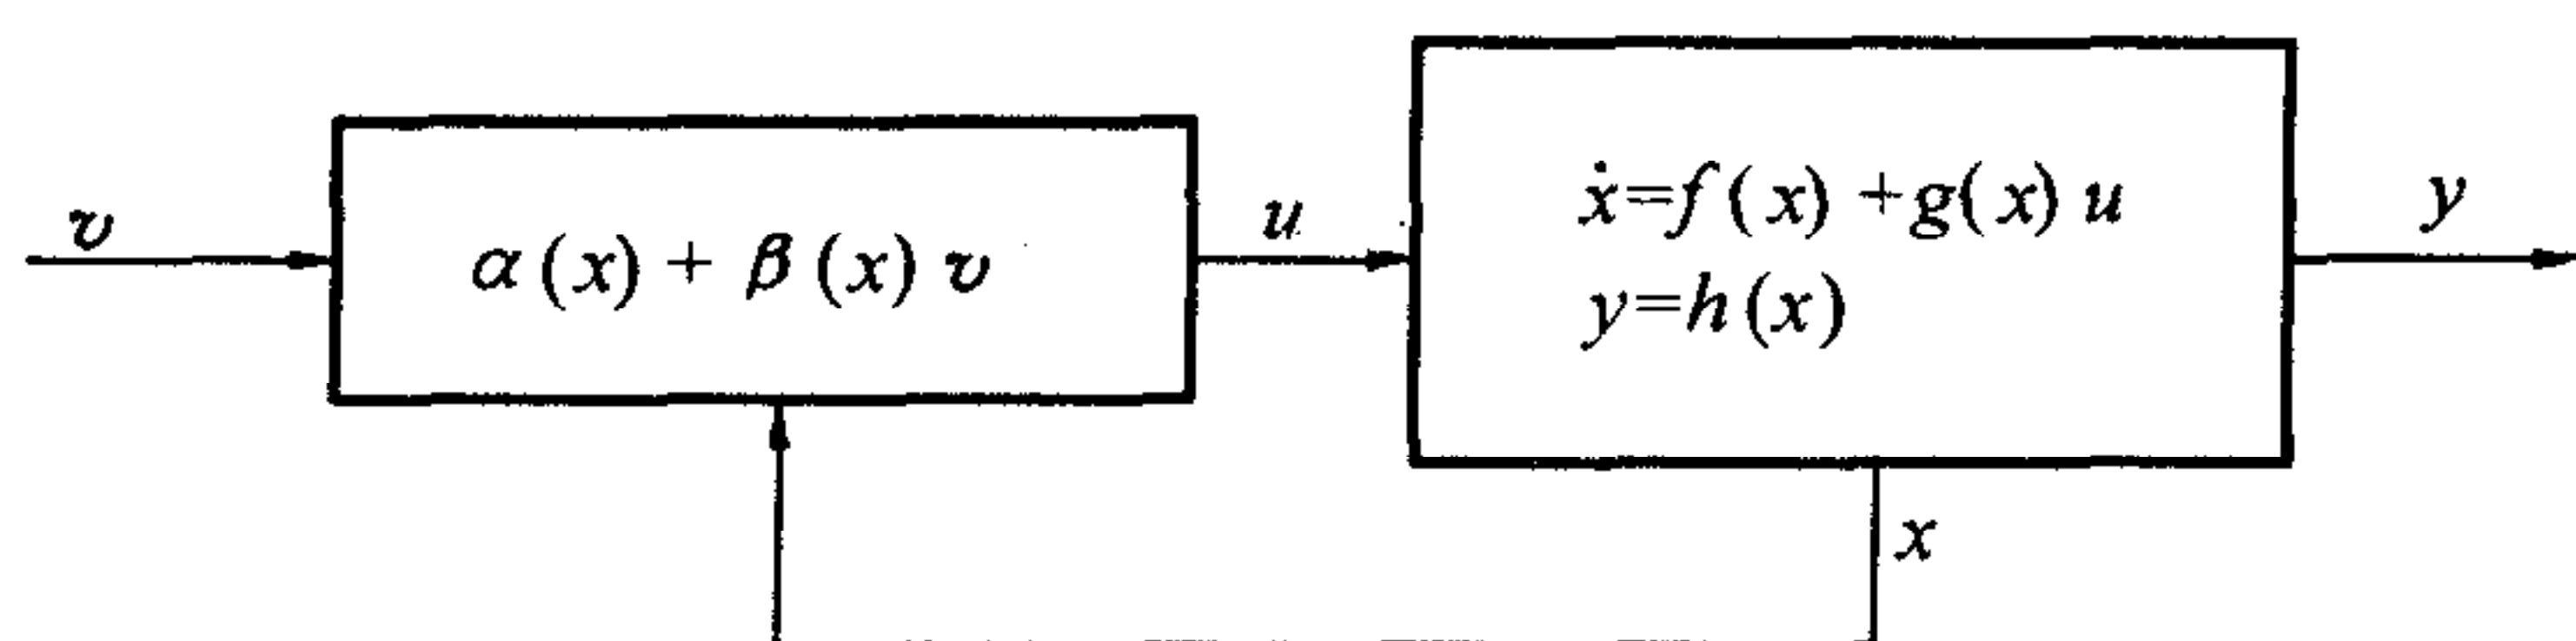 v
α(x) + β(x) v
u
ẋ=f(x) +g(x) u
y=h(x)
y
x